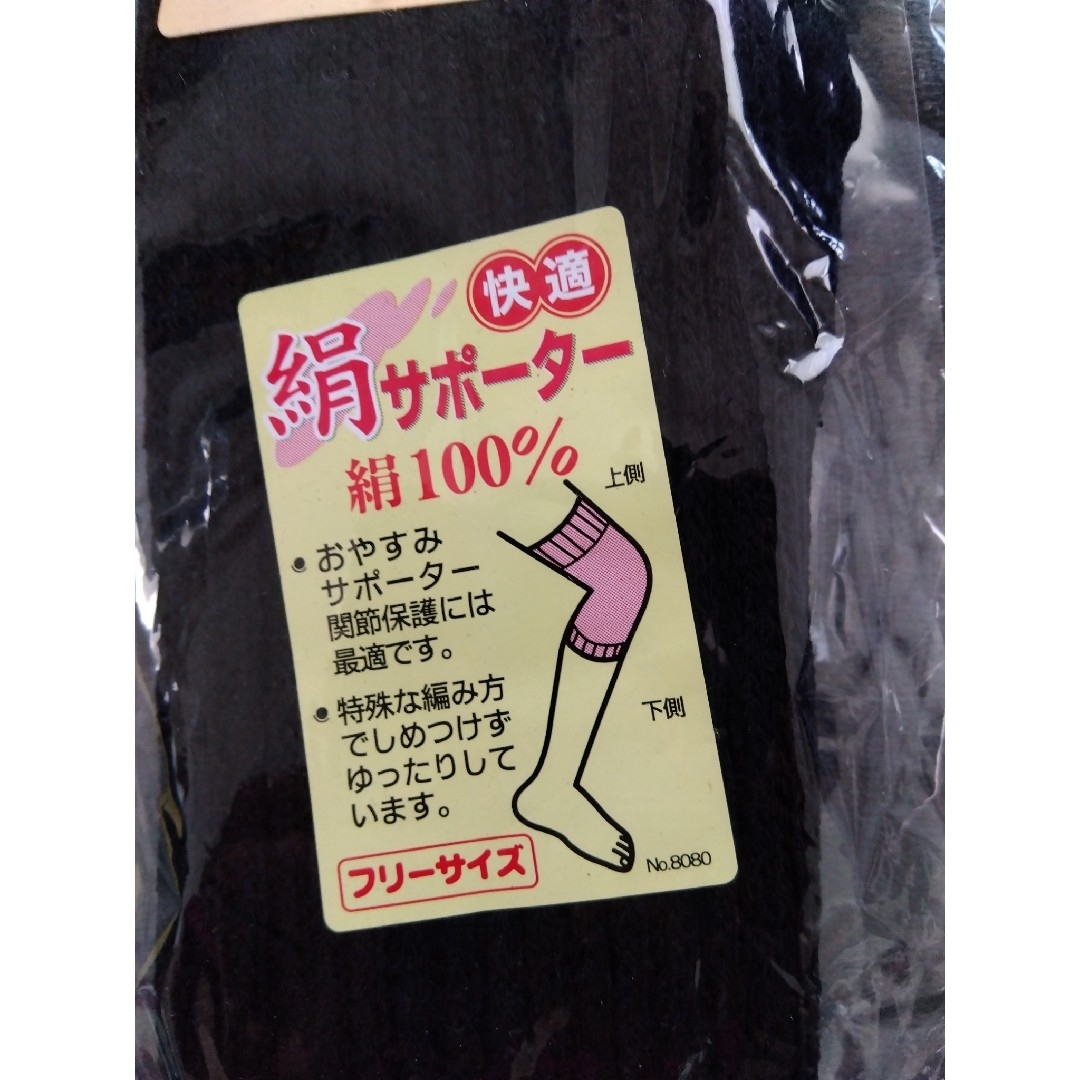 快適
絹サポーター
絹100%
上側
• おやすみ
サポーター
関節保護には
最適です。
• 特殊な編み方
でしめつけず
ゆったりして
います。
下側
フリーサイズ
No.8080